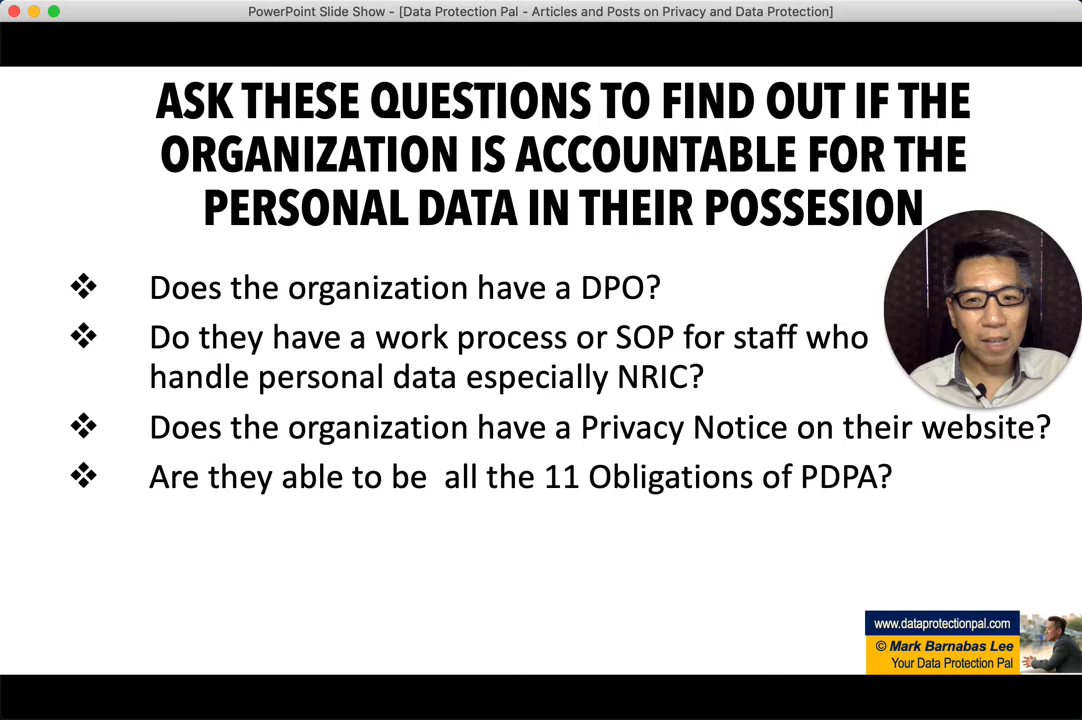 PowerPoint Slide Show - [Data Protection Pal - Articles and Posts on Privacy and Data Protection]
ASK THESE QUESTIONS TO FIND OUT IF THE
ORGANIZATION IS ACCOUNTABLE FOR THE
PERSONAL DATA IN THEIR POSSESION
❖ Does the organization have a DPO?
❖ Do they have a work process or SOP for staff who
handle personal data especially NRIC?
❖ Does the organization have a Privacy Notice on their website?
❖ Are they able to be  all the 11 Obligations of PDPA?
www.dataprotectionpal.com
© Mark Barnabas Lee
Your Data Protection Pal